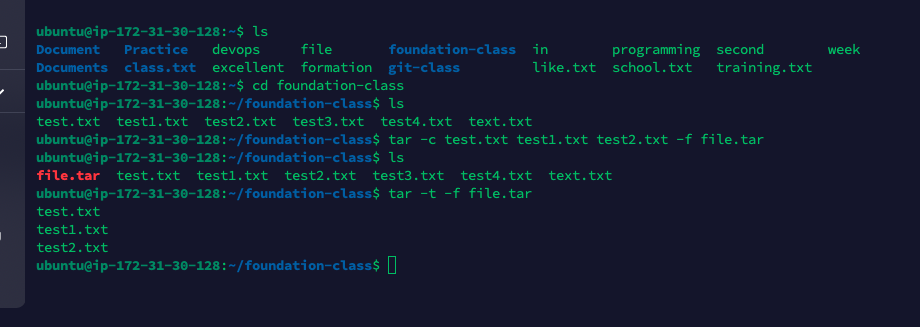 ubuntu@ip-172-31-30-128:~$ ls
Document   Practice   devops     file       foundation-class  in        programming  second        week
Documents  class.txt  excellent  formation  git-class         like.txt  school.txt   training.txt
ubuntu@ip-172-31-30-128:~$ cd foundation-class
ubuntu@ip-172-31-30-128:~/foundation-class$ ls
test.txt  test1.txt  test2.txt  test3.txt  test4.txt  text.txt
ubuntu@ip-172-31-30-128:~/foundation-class$ tar -c test.txt test1.txt test2.txt -f file.tar
ubuntu@ip-172-31-30-128:~/foundation-class$ ls
file.tar  test.txt  test1.txt  test2.txt  test3.txt  test4.txt  text.txt
ubuntu@ip-172-31-30-128:~/foundation-class$ tar -t -f file.tar
test.txt
test1.txt
test2.txt
ubuntu@ip-172-31-30-128:~/foundation-class$